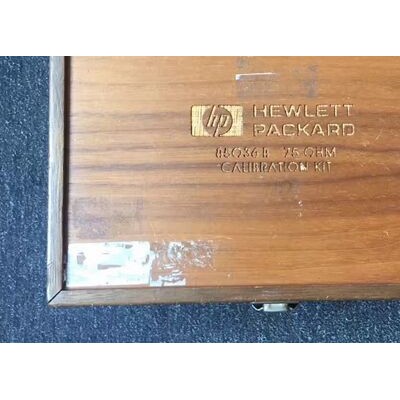 hp HEWLETT
PACKARD
85036B 75 OHM
CALIBRATION KIT